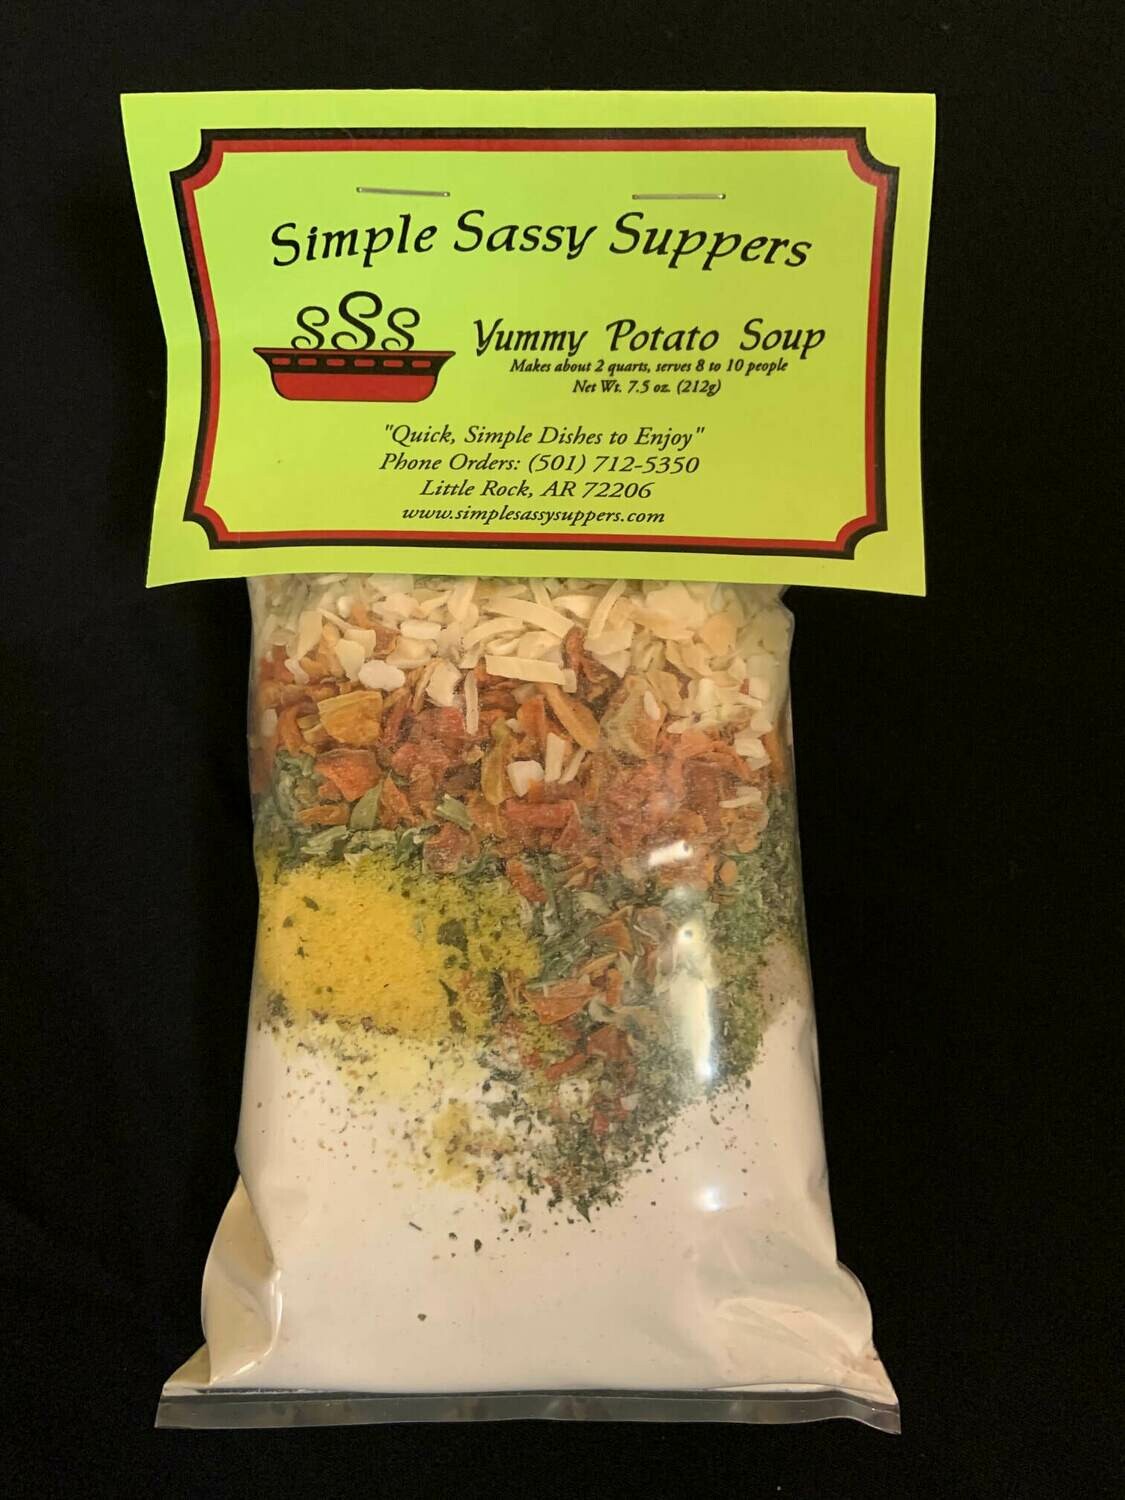 Simple Sassy Suppers
SSS
Yummy Potato Soup
Makes about 2 quarts, serves 8 to 10 people
Net Wt. 7.5 oz. (212g)
"Quick, Simple Dishes to Enjoy"
Phone Orders: (501) 712-5350
Little Rock, AR 72206
www.simplesassysuppers.com